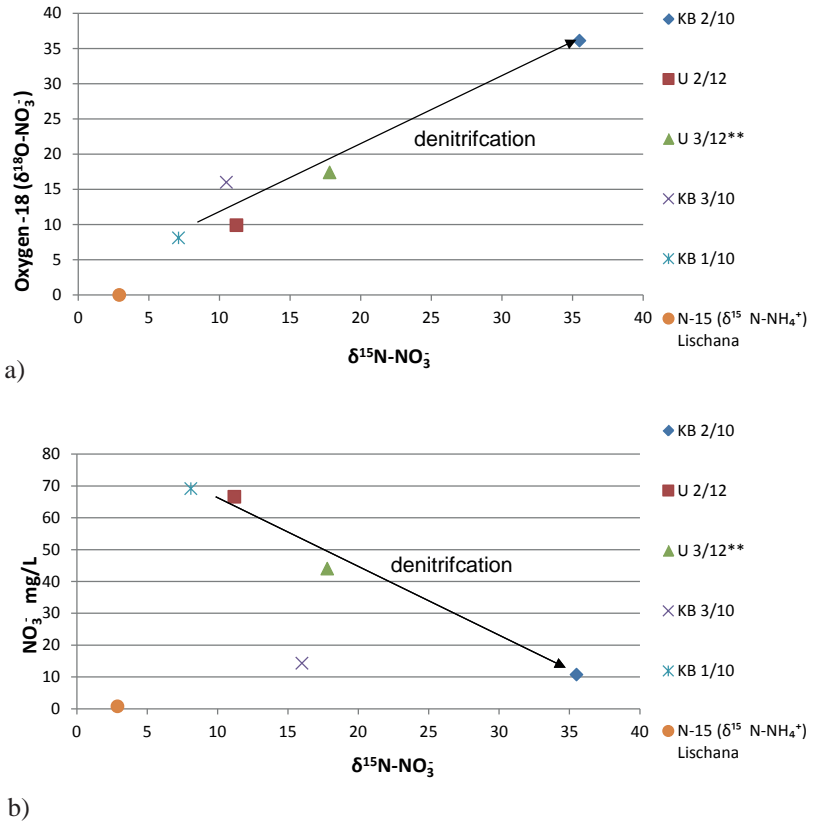 40
35
30
25
20
15
10
5
0
Oxygen-18 (δ¹⁸O-NO₃⁻)
denitrifcation
0 5 10 15 20 25 30 35 40
δ¹⁵N-NO₃⁻
KB 2/10
U 2/12
U 3/12**
KB 3/10
KB 1/10
N-15 (δ¹⁵ N-NH₄⁺)
Lischana
a)
80
70
60
50
40
30
20
10
0
NO₃⁻ mg/L
denitrifcation
0 5 10 15 20 25 30 35 40
δ¹⁵N-NO₃⁻
KB 2/10
U 2/12
U 3/12**
KB 3/10
KB 1/10
N-15 (δ¹⁵ N-NH₄⁺)
Lischana
b)